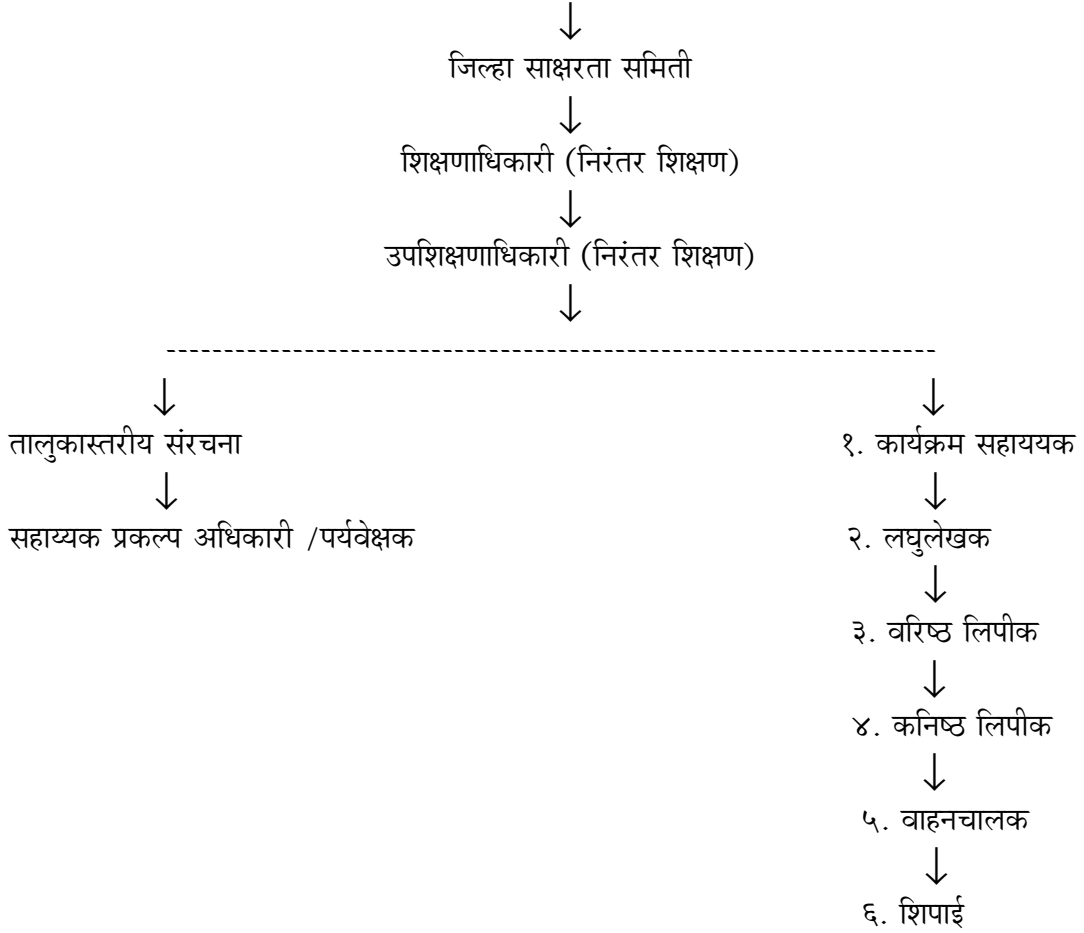 जिल्हा साक्षरता समिती
शिक्षणाधिकारी (निरंतर शिक्षण)
उपशिक्षणाधिकारी (निरंतर शिक्षण)
तालुकास्तरीय संरचना
१. कार्यक्रम सहाययक
सहाय्यक प्रकल्प अधिकारी /पर्यवेक्षक
२. लघुलेखक
३. वरिष्ठ लिपीक
४. कनिष्ठ लिपीक
५. वाहनचालक
६. शिपाई